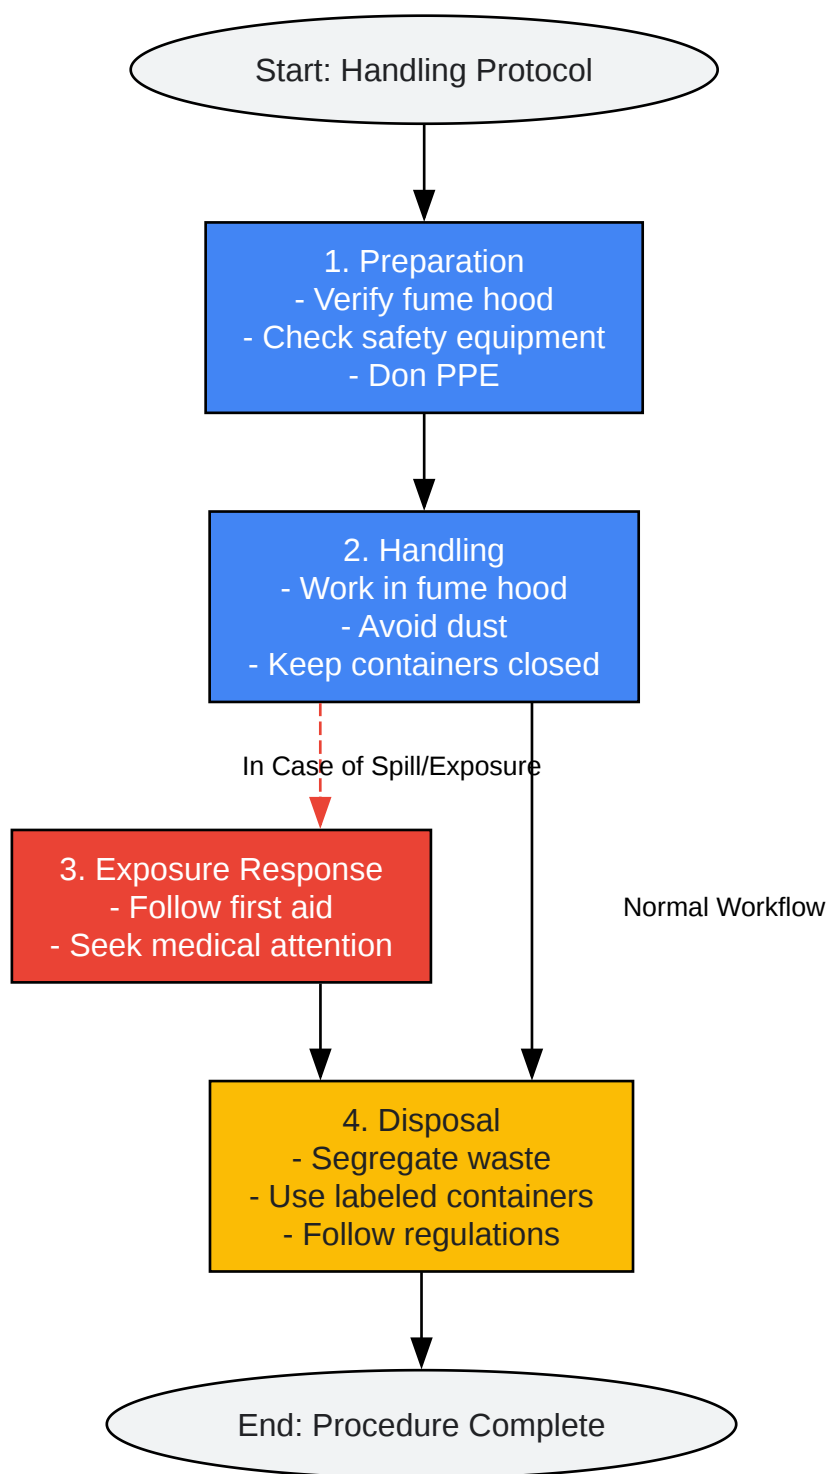 Start: Handling Protocol
1. Preparation
- Verify fume hood
- Check safety equipment
- Don PPE
2. Handling
- Work in fume hood
- Avoid dust
- Keep containers closed
In Case of Spill/Exposure
3. Exposure Response
- Follow first aid
- Seek medical attention
Normal Workflow
4. Disposal
- Segregate waste
- Use labeled containers
- Follow regulations
End: Procedure Complete